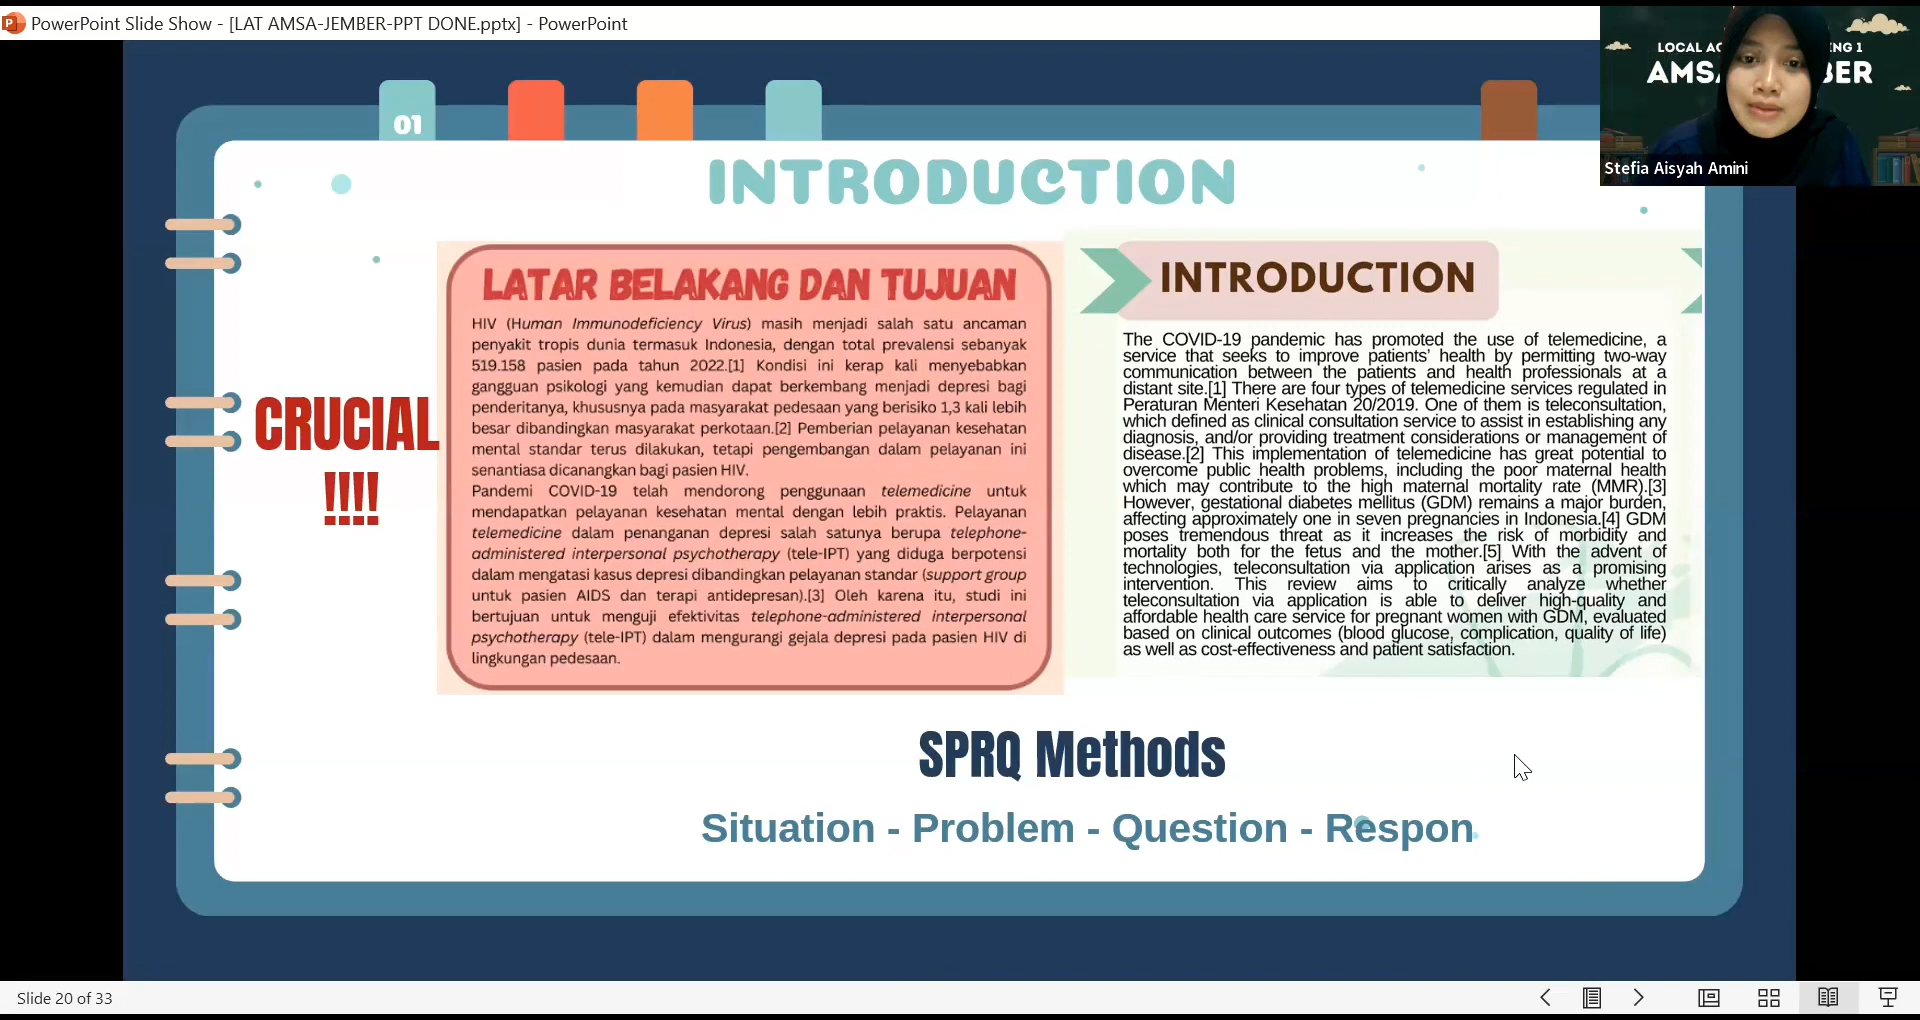 PowerPoint Slide Show - [LAT AMSA-JEMBER-PPT DONE.pptx] - PowerPoint
LOCAL
NG 1
Stefia Aisyah Amini
01
INTRODUCTION
CRUCIAL
!!!!
LATAR BELAKANG DAN TUJUAN
HIV (Human Immunodeficiency Virus) masih menjadi salah satu ancaman
penyakit tropis dunia termasuk Indonesia, dengan total prevalensi sebanyak
519.158 pasien pada tahun 2022.[1] Kondisi ini kerap kali menyebabkan
gangguan psikologi yang kemudian dapat berkembang menjadi depresi bagi
penderitanya, khususnya pada masyarakat pedesaan yang berisiko 1,3 kali lebih
besar dibandingkan masyarakat perkotaan.[2] Pemberian pelayanan kesehatan
mental standar terus dilakukan, tetapi pengembangan dalam pelayanan ini
senantiasa dicanangkan bagi pasien HIV.
Pandemi COVID-19 telah mendorong penggunaan telemedicine untuk
mendapatkan pelayanan kesehatan mental dengan lebih praktis. Pelayanan
telemedicine dalam penanganan depresi salah satunya berupa telephone-
administered interpersonal psychotherapy (tele-IPT) yang diduga berpotensi
dalam mengatasi kasus depresi dibandingkan pelayanan standar (support group
untuk pasien AIDS dan terapi antidepresan).[3] Oleh karena itu, studi ini
bertujuan untuk menguji efektivitas telephone-administered interpersonal
psychotherapy (tele-IPT) dalam mengurangi gejala depresi pada pasien HIV di
lingkungan pedesaan.
INTRODUCTION
The COVID-19 pandemic has promoted the use of telemedicine, a
service that seeks to improve patients' health by permitting two-way
communication between the patients and health professionals at a
distant site.[1] There are four types of telemedicine services regulated in
Peraturan Menteri Kesehatan 20/2019. One of them is teleconsultation,
which defined as clinical consultation service to assist in establishing any
diagnosis, and/or providing treatment considerations or management of
disease.[2] This implementation of telemedicine has great potential to
overcome public health problems, including the poor maternal health
which may contribute to the high maternal mortality rate (MMR).[3]
However, gestational diabetes mellitus (GDM) remains a major burden,
affecting approximately one in seven pregnancies in Indonesia.[4] GDM
poses tremendous threat as it increases the risk of morbidity and
mortality both for the fetus and the mother.[5] With the advent of
technologies, teleconsultation via application arises as a promising
intervention. This review aims to critically analyze whether
teleconsultation via application is able to deliver high-quality and
affordable health care service for pregnant women with GDM, evaluated
based on clinical outcomes (blood glucose, complication, quality of life)
as well as cost-effectiveness and patient satisfaction.
SPRQ Methods
Situation - Problem - Question - Respon
Slide 20 of 33